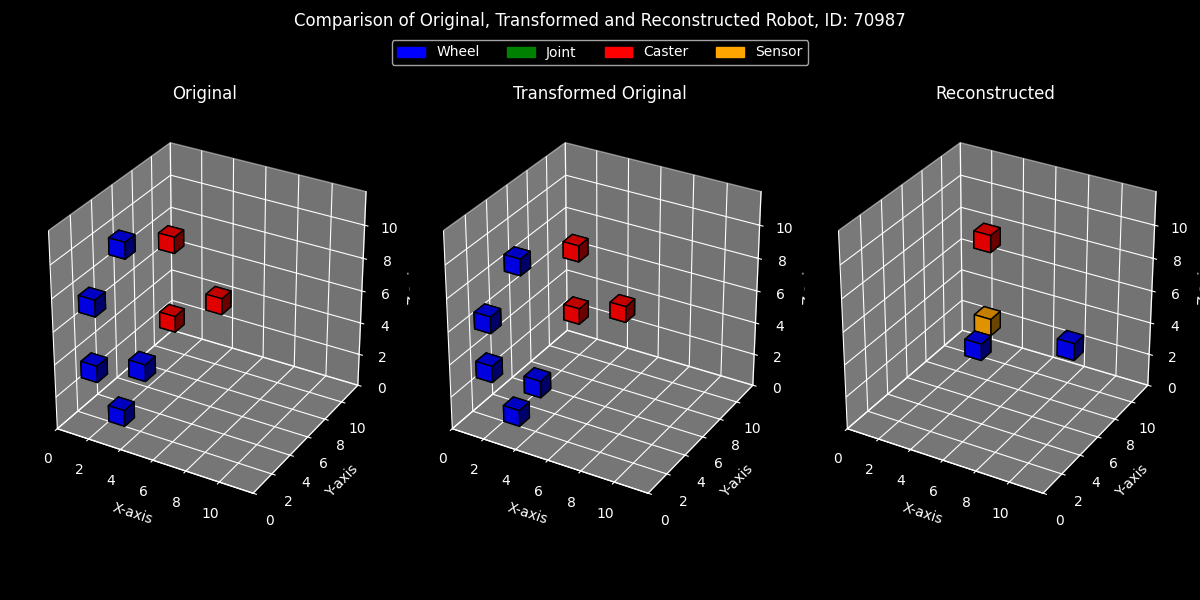 Comparison of Original, Transformed and Reconstructed Robot, ID: 70987
Wheel Joint Caster Sensor
Original Transformed Original Reconstructed
10 10 10
8 8 8
6 6 6
4 4 4
2 2 2
0 0 0
10 10 10
0 8 0 8 0 8
2 6 2 6 2 6
4 4 4 4 4 4
6 2 6 2 6 2
8 0 8 0 8 0
10 10 10
X-axis Y-axis X-axis Y-axis X-axis Y-axis